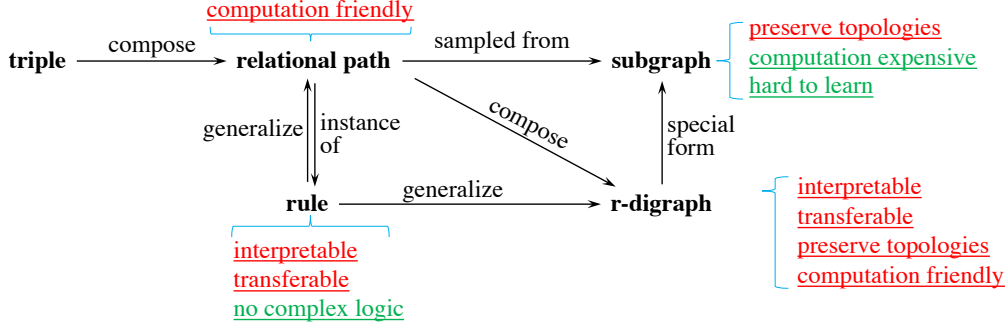 computation friendly
triple
compose
relational path
sampled from
subgraph
preserve topologies
computation expensive
hard to learn
generalize
instance
of
compose
special
form
rule
generalize
r-digraph
interpretable
transferable
no complex logic
interpretable
transferable
preserve topologies
computation friendly